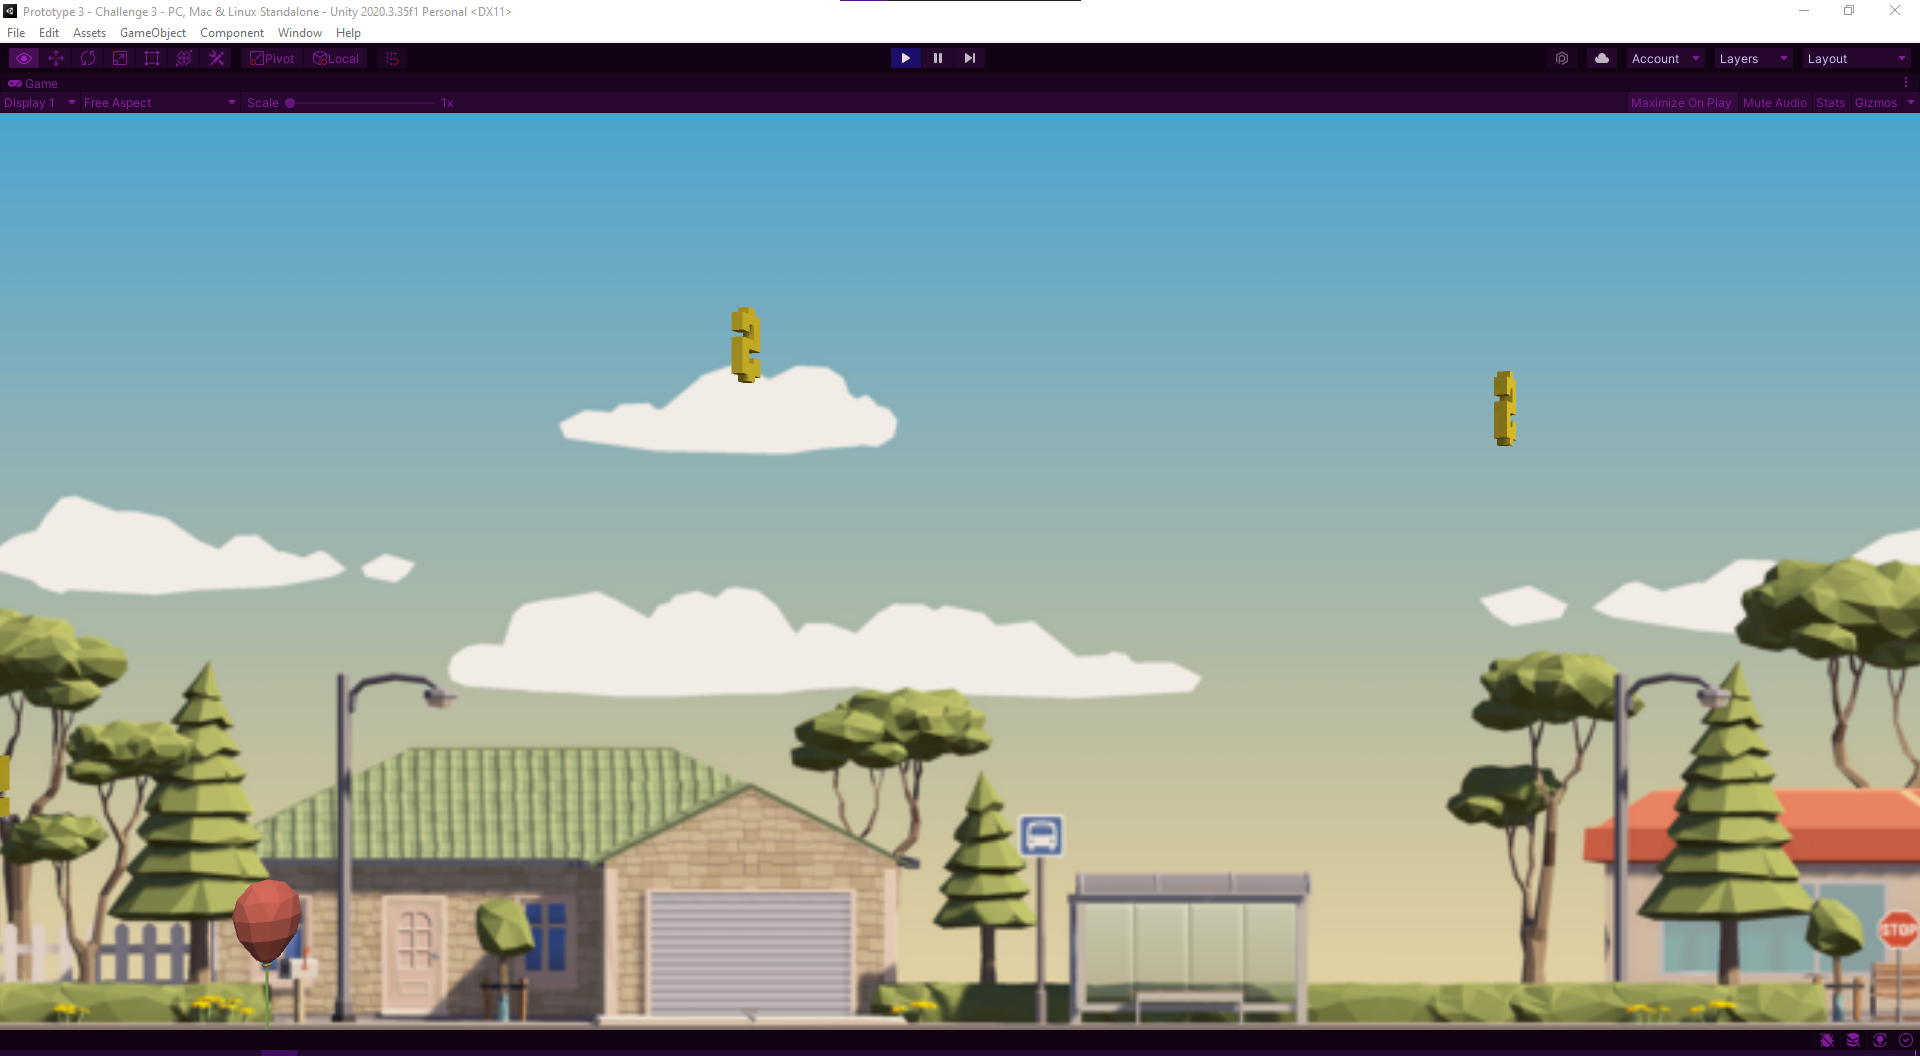 Prototype 3 - Challenge 3 - PC, Mac & Linux Standalone - Unity 2020.3.35f1 Personal <DX11>
File Edit Assets GameObject Component Window Help
Pivot Local Account Layers Layout
Game
Display 1 Free Aspect Scale 1x Maximize On Play Mute Audio Stats Gizmos
STOP